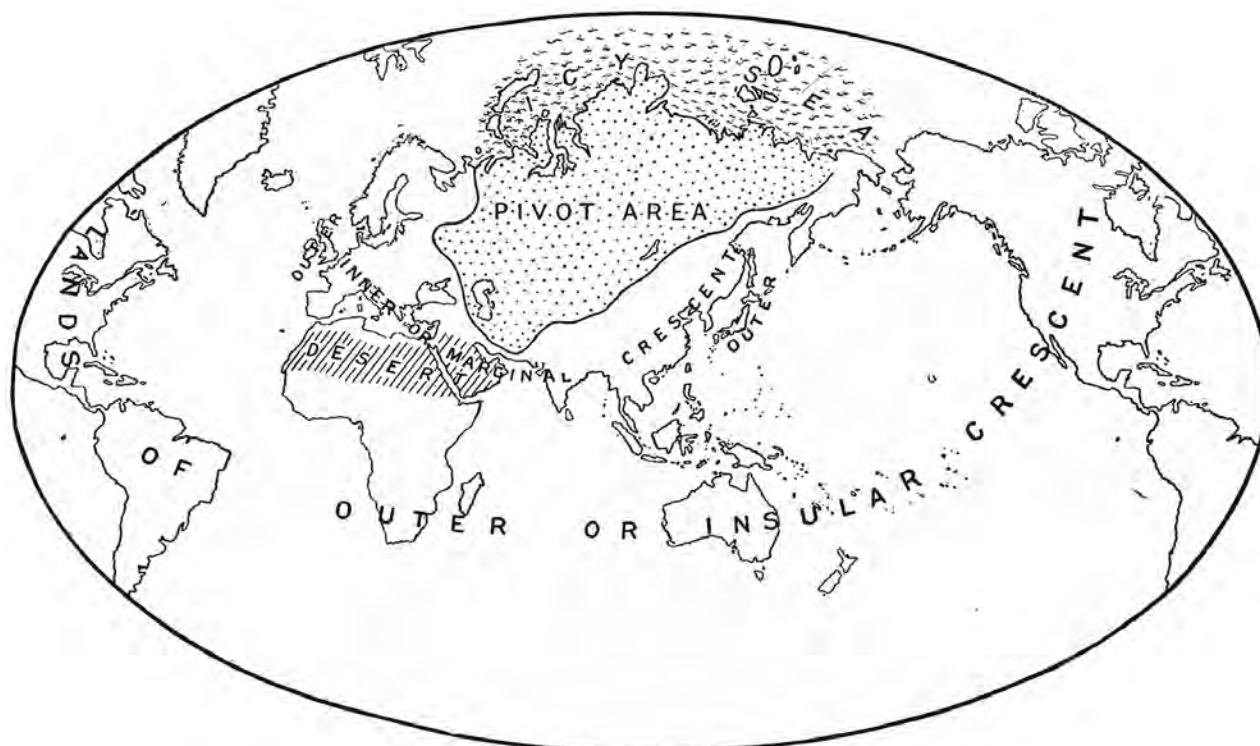 ICY SEA
PIVOT AREA
LANDS OF OUTER OR INSULAR CRESCENT
OUTER
INNER OR MARGINAL CRESCENT
OUTER
DESERT